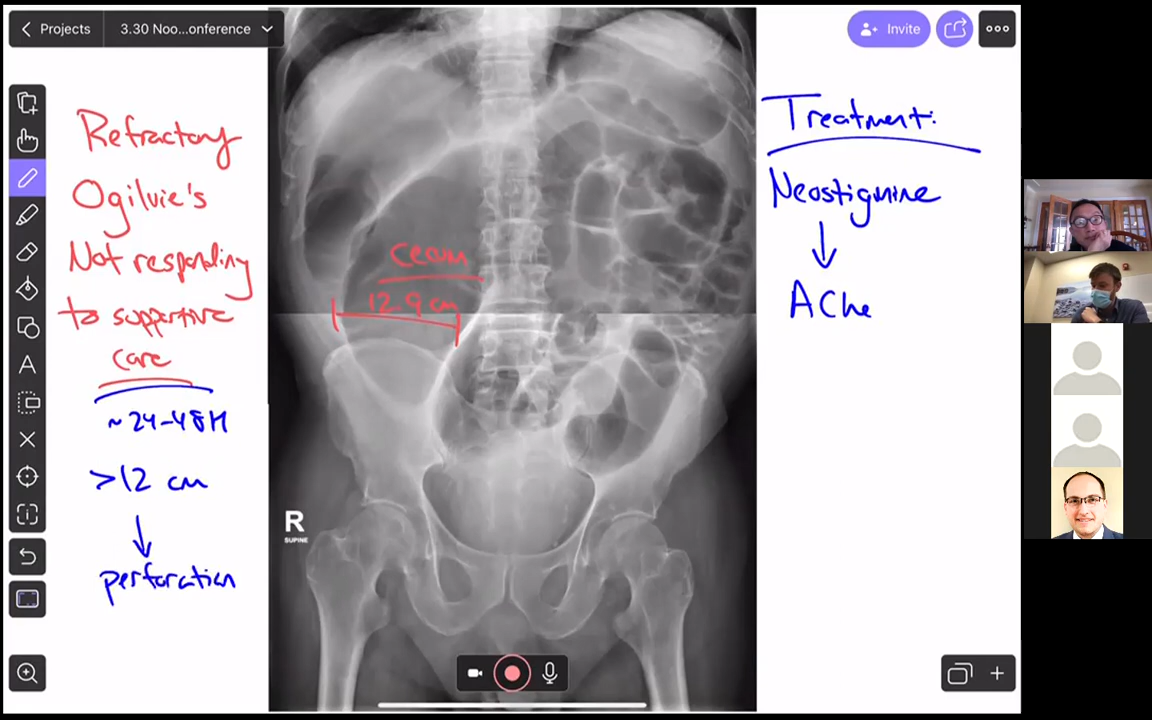 Projects
3.30 Noo...onference
Invite
Refractory
Ogilvie's
Not responding
to supportive
care
~24-48H
>12 cm
perforation
cecum
12.9 cm
R
SUPINE
Treatment:
Neostigmine
AChe
A